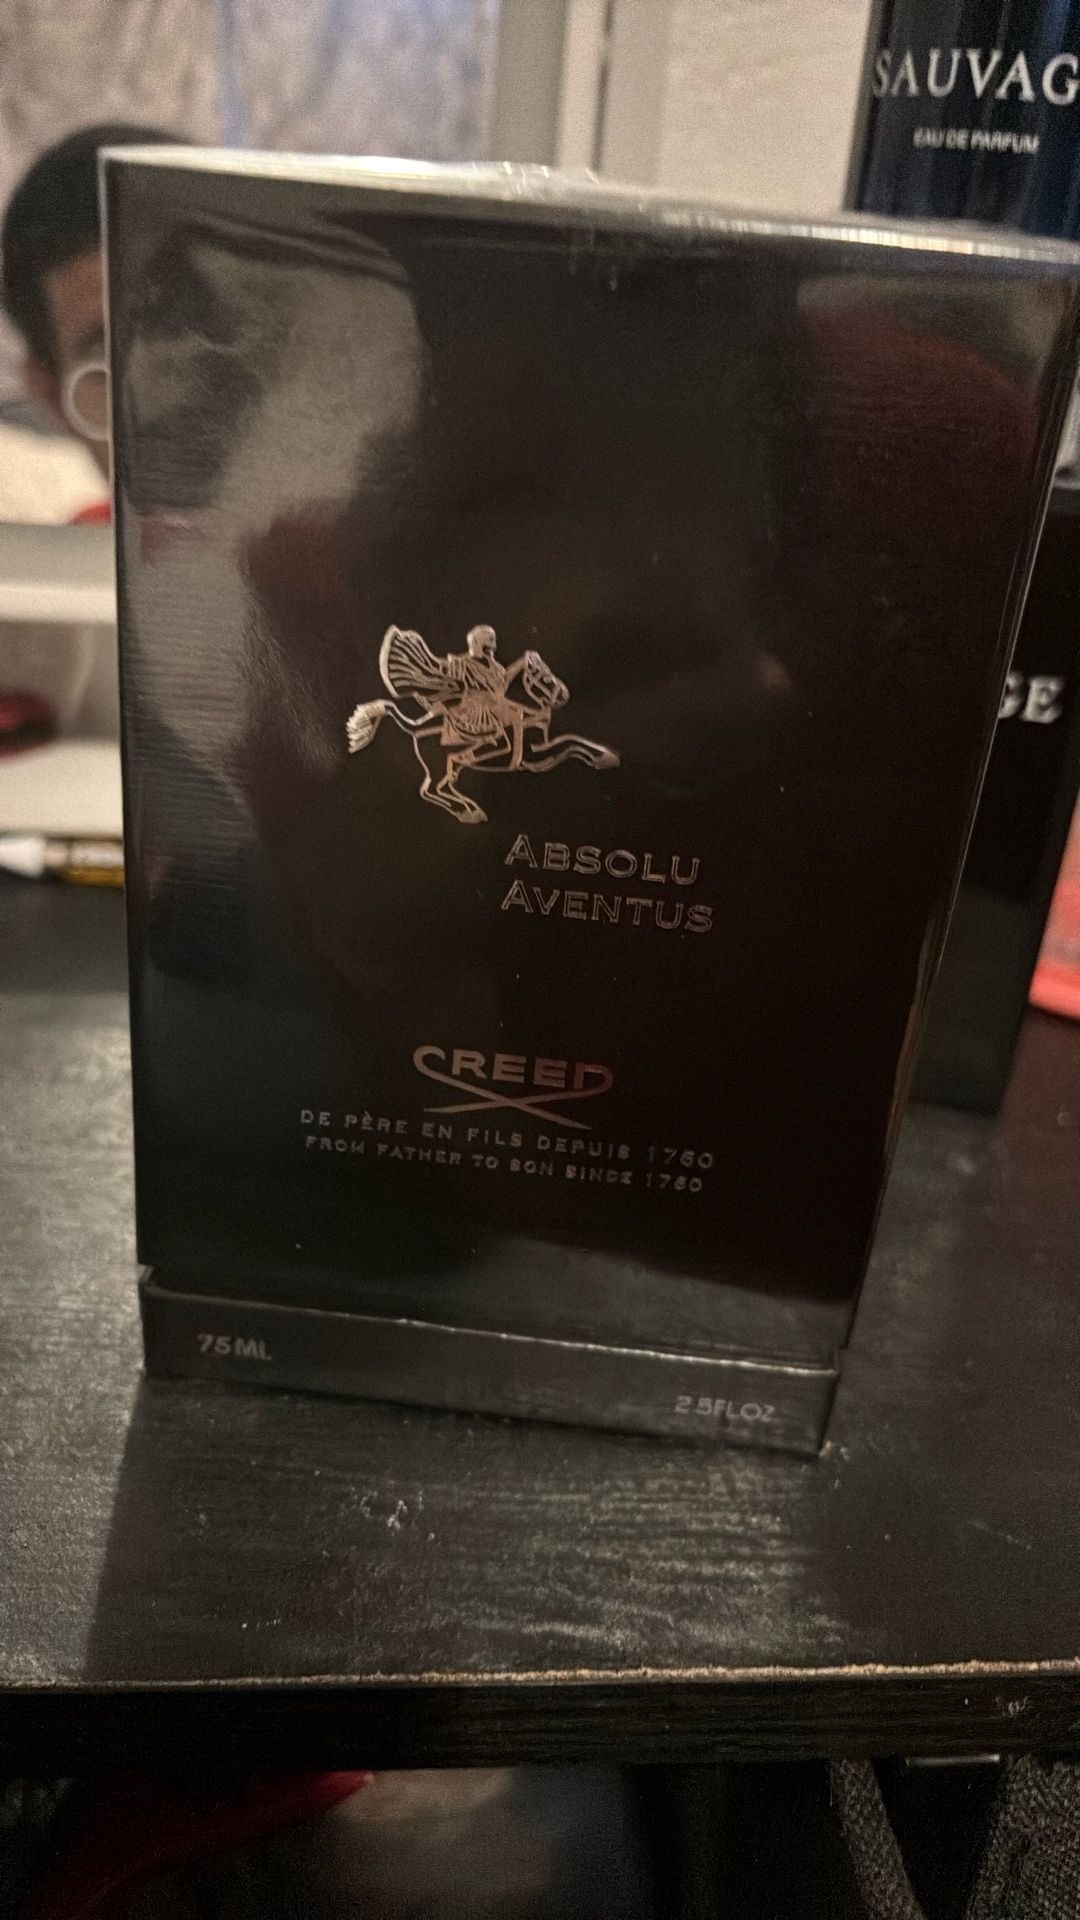 SAUVAG
EAU DE PARFUM
GE
ABSOLU
AVENTUS
CREED
DE PÈRE EN FILS DEPUIS 1760
FROM FATHER TO SON SINCE 1760
75ML
2.5FLOZ